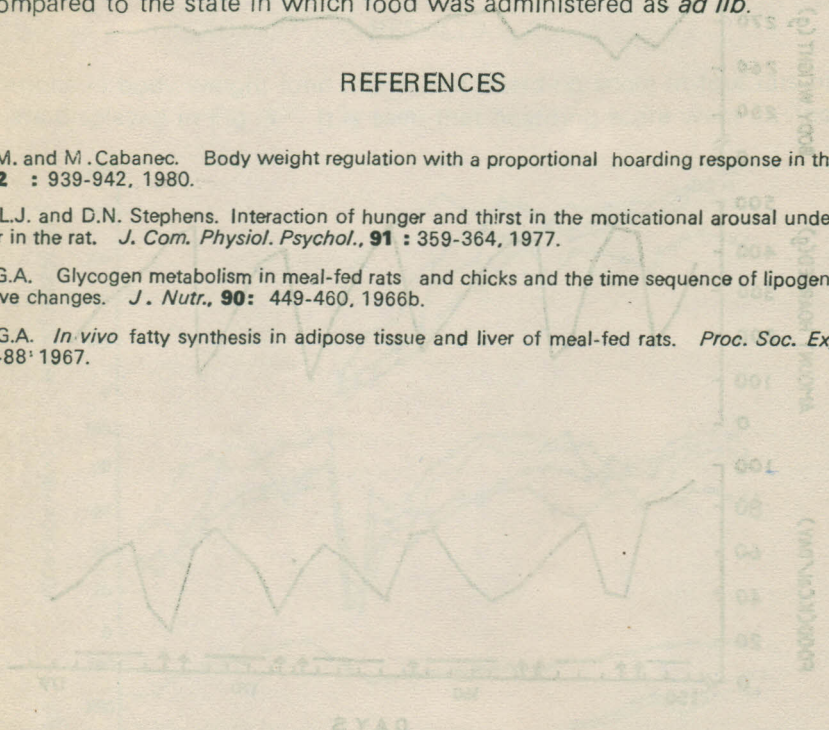 ompared to the state in which food was administered as ad lib.
REFERENCES
M. and M .Cabanec. Body weight regulation with a proportional hoarding response in th
2 : 939-942, 1980.
L.J. and D.N. Stephens. Interaction of hunger and thirst in the moticational arousal unde
r in the rat. J. Com. Physiol. Psychol., 91 : 359-364, 1977.
G.A. Glycogen metabolism in meal-fed rats and chicks and the time sequence of lipogen
ve changes. J. Nutr., 90: 449-460, 1966b.
G.A. In vivo fatty synthesis in adipose tissue and liver of meal-fed rats. Proc. Soc. Ex
-88: 1967.